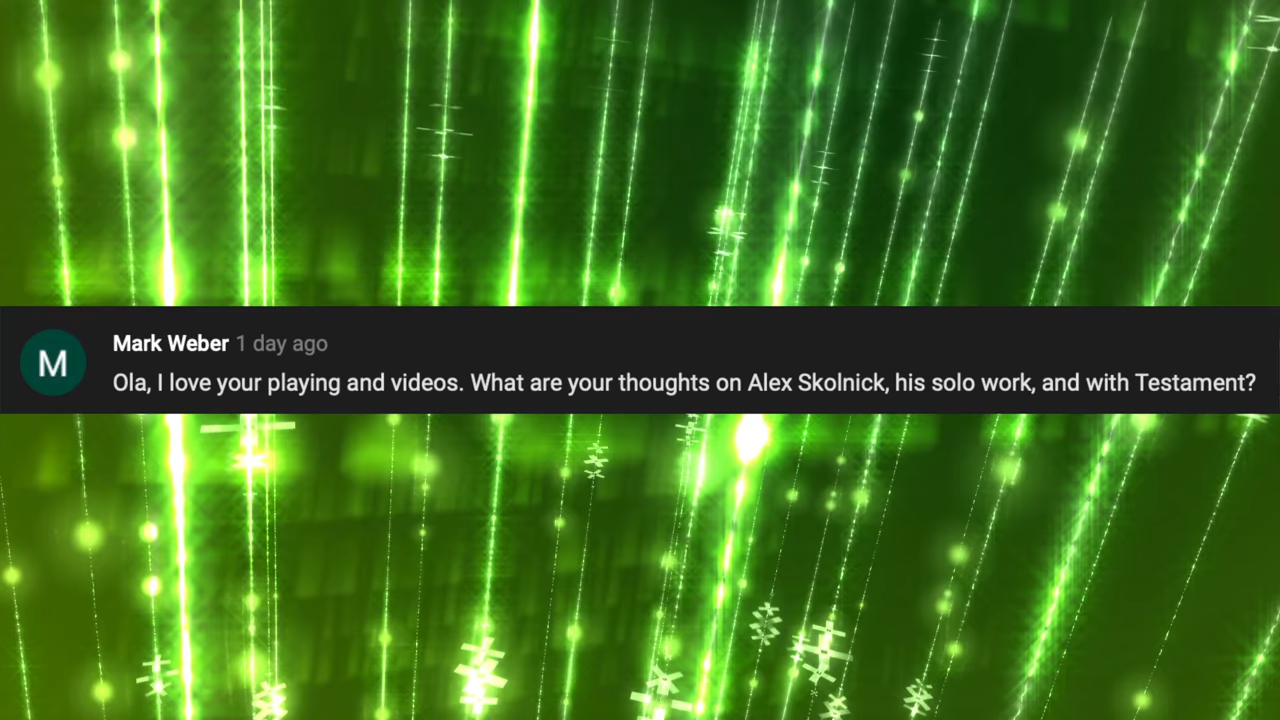 M
Mark Weber 1 day ago
Ola, I love your playing and videos. What are your thoughts on Alex Skolnick, his solo work, and with Testament?